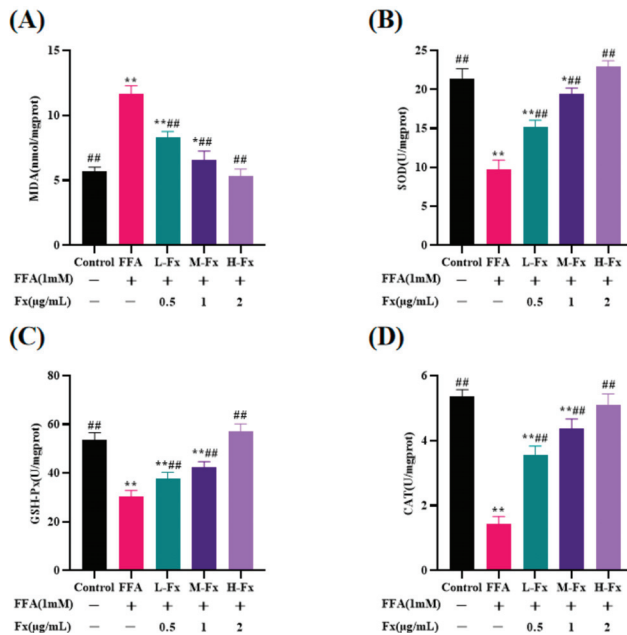 (A)
MDA(nmol/mgprot)
15
10
5
0
##
**
**##
*##
##
Control FFA L-Fx M-Fx H-Fx
FFA(1mM) — + + + +
Fx(μg/mL) — — 0.5 1 2
(B)
SOD(U/mgprot)
25
20
15
10
5
0
##
**
**##
*##
##
Control FFA L-Fx M-Fx H-Fx
FFA(1mM) — + + + +
Fx(μg/mL) — — 0.5 1 2
(C)
GSH-Px(U/mgprot)
80
60
40
20
0
##
**
**##
**##
##
Control FFA L-Fx M-Fx H-Fx
FFA(1mM) — + + + +
Fx(μg/mL) — — 0.5 1 2
(D)
CAT(U/mgprot)
6
4
2
0
##
**
**##
**##
##
Control FFA L-Fx M-Fx H-Fx
FFA(1mM) — + + + +
Fx(μg/mL) — — 0.5 1 2